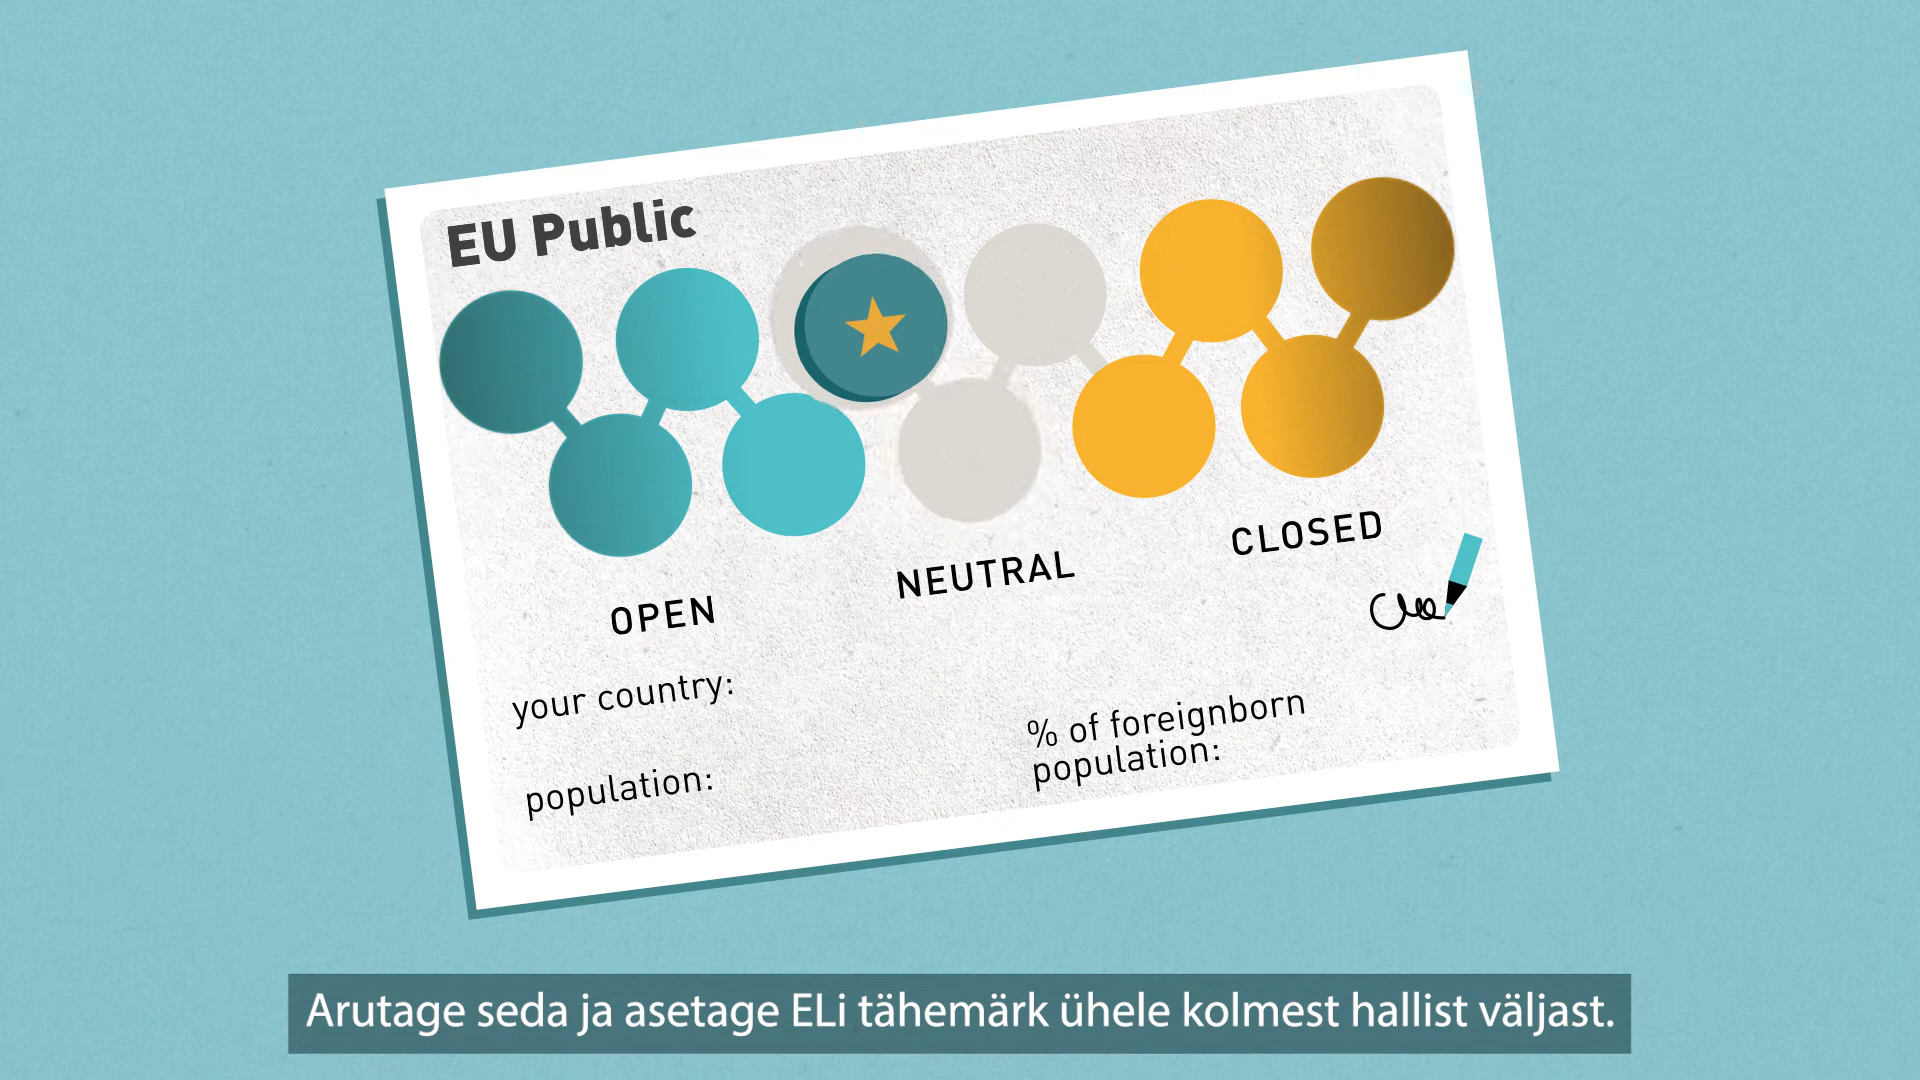 EU Public
OPEN
NEUTRAL
CLOSED
your country:
population:
% of foreignborn
population:
Arutage seda ja asetage ELi tähemärk ühele kolmest hallist väljast.